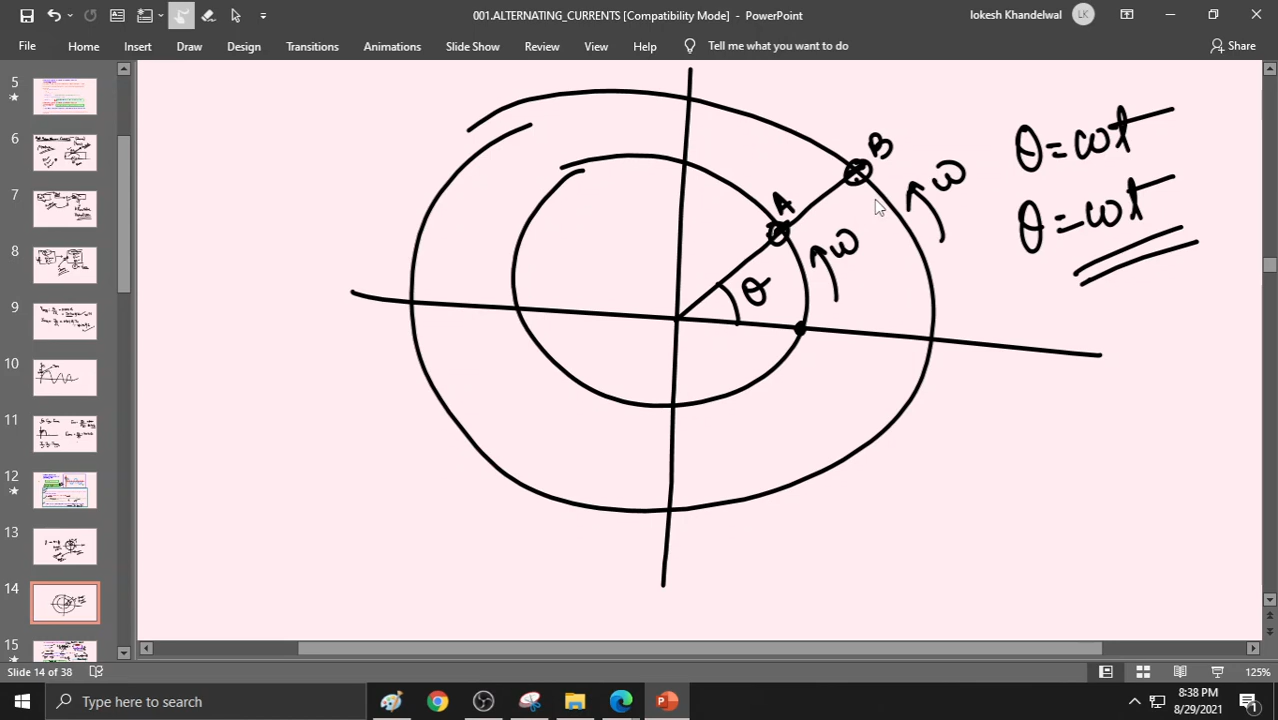 001.ALTERNATING_CURRENTS [Compatibility Mode] - PowerPoint
lokesh Khandelwal
LK
File Home Insert Draw Design Transitions Animations Slide Show Review View Help Tell me what you want to do Share
5
6
7
8
9
10
11
12
13
14
15
B
A
ω
ω
θ
θ=ωt
θ=ωt
Slide 14 of 38
125%
Type here to search
8:38 PM
8/29/2021
1